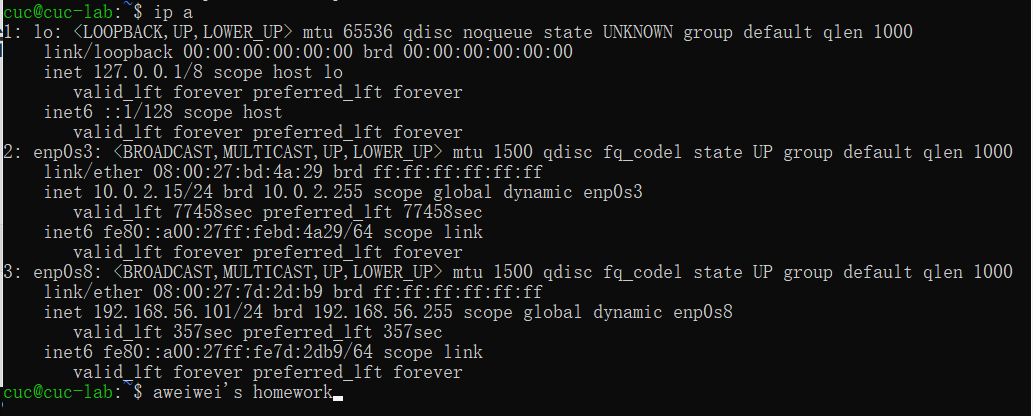 cuc@cuc-lab:~$ ip a
1: lo: <LOOPBACK,UP,LOWER_UP> mtu 65536 qdisc noqueue state UNKNOWN group default qlen 1000
    link/loopback 00:00:00:00:00:00 brd 00:00:00:00:00:00
    inet 127.0.0.1/8 scope host lo
       valid_lft forever preferred_lft forever
    inet6 ::1/128 scope host
       valid_lft forever preferred_lft forever
2: enp0s3: <BROADCAST,MULTICAST,UP,LOWER_UP> mtu 1500 qdisc fq_codel state UP group default qlen 1000
    link/ether 08:00:27:bd:4a:29 brd ff:ff:ff:ff:ff:ff
    inet 10.0.2.15/24 brd 10.0.2.255 scope global dynamic enp0s3
       valid_lft 77458sec preferred_lft 77458sec
    inet6 fe80::a00:27ff:febd:4a29/64 scope link
       valid_lft forever preferred_lft forever
3: enp0s8: <BROADCAST,MULTICAST,UP,LOWER_UP> mtu 1500 qdisc fq_codel state UP group default qlen 1000
    link/ether 08:00:27:7d:2d:b9 brd ff:ff:ff:ff:ff:ff
    inet 192.168.56.101/24 brd 192.168.56.255 scope global dynamic enp0s8
       valid_lft 357sec preferred_lft 357sec
    inet6 fe80::a00:27ff:fe7d:2db9/64 scope link
       valid_lft forever preferred_lft forever
cuc@cuc-lab:~$ aweiwei's homework